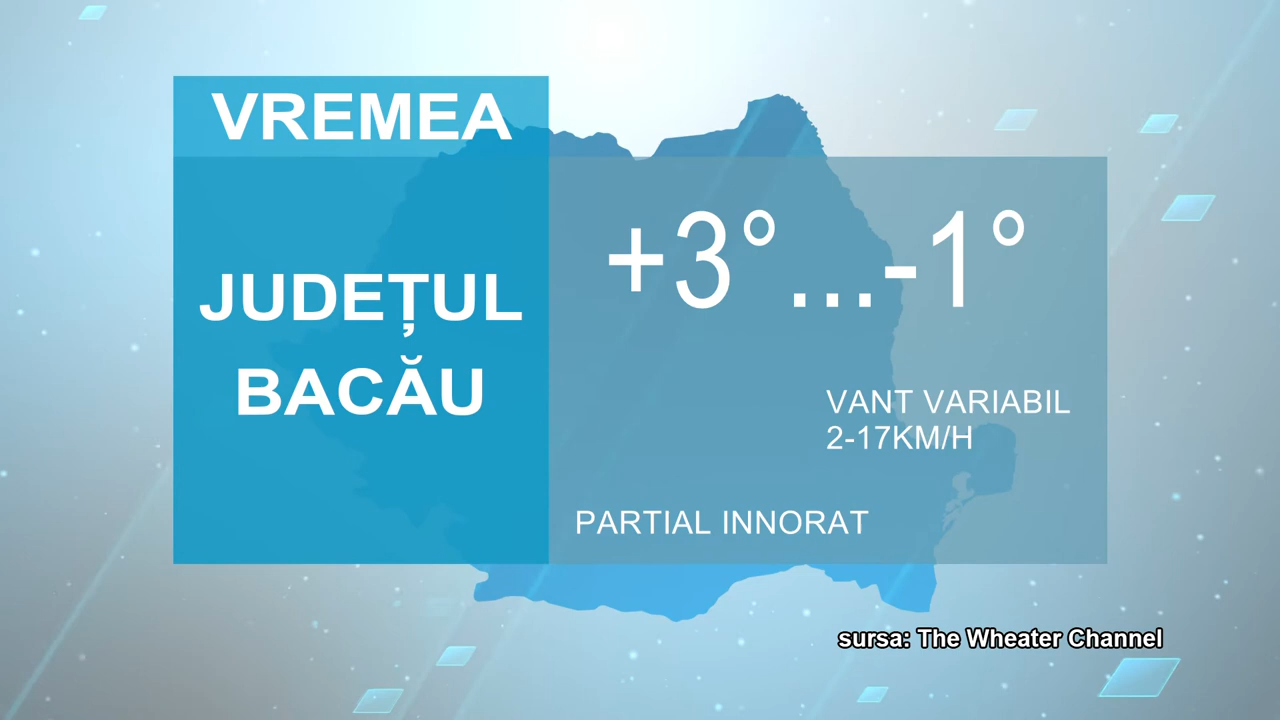 VREMEA
JUDEȚUL
BACĂU
+3° ...-1°
VANT VARIABIL
2-17KM/H
PARTIAL INNORAT
sursa: The Wheater Channel